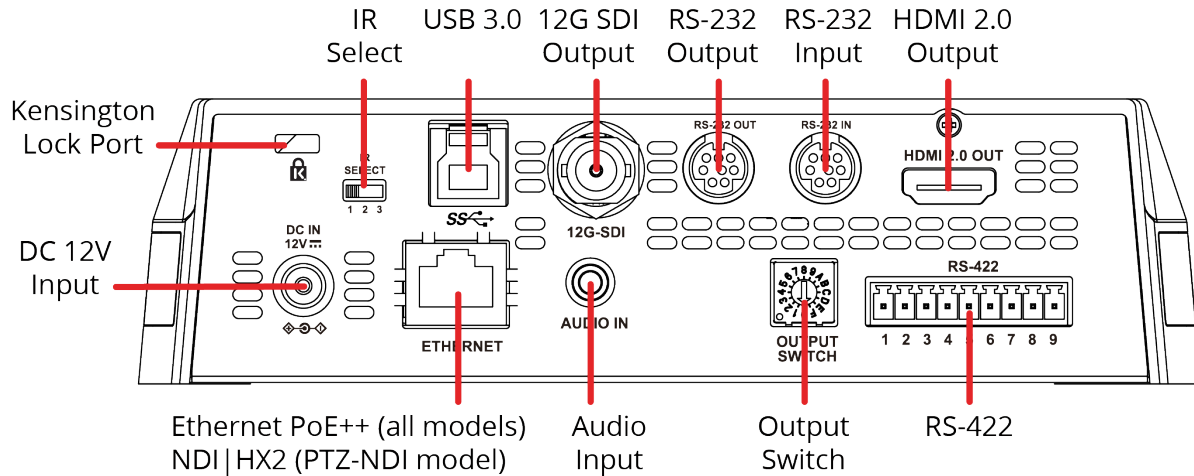 IR
Select
USB 3.0
12G SDI
Output
RS-232
Output
RS-232
Input
HDMI 2.0
Output
Kensington
Lock Port
DC 12V
Input
IR
SELECT
1 2 3
K
SS
RS-232 OUT
RS-232 IN
HDMI 2.0 OUT
DC IN
12V
12G-SDI
RS-422
ETHERNET
AUDIO IN
0123456789ABCDEF
OUTPUT
SWITCH
1 2 3 4 5 6 7 8 9
Ethernet PoE++ (all models)
NDI|HX2 (PTZ-NDI model)
Audio
Input
Output
Switch
RS-422